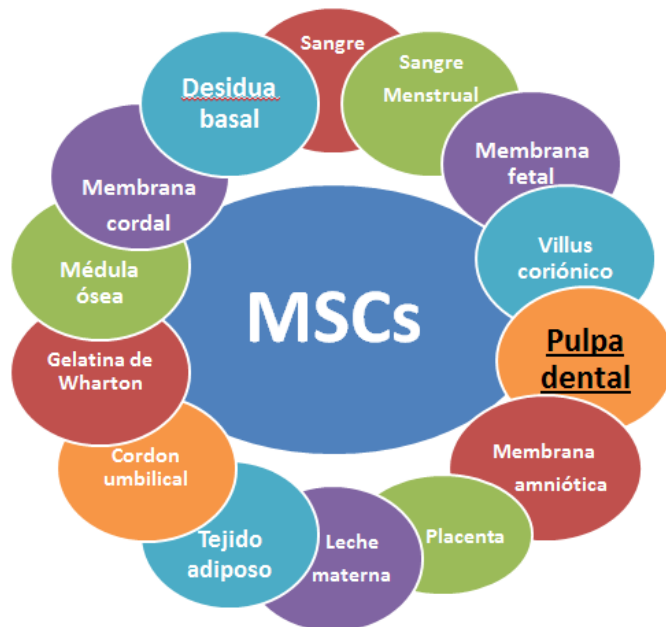 Sangre
Sangre
Menstrual
Membrana
fetal
Villus
coriónico
Pulpa
dental
Membrana
amniótica
Placenta
Leche
materna
Tejido
adiposo
Cordon
umbilical
Gelatina de
Wharton
Médula
ósea
Membrana
cordal
Desidua
basal
MSCs